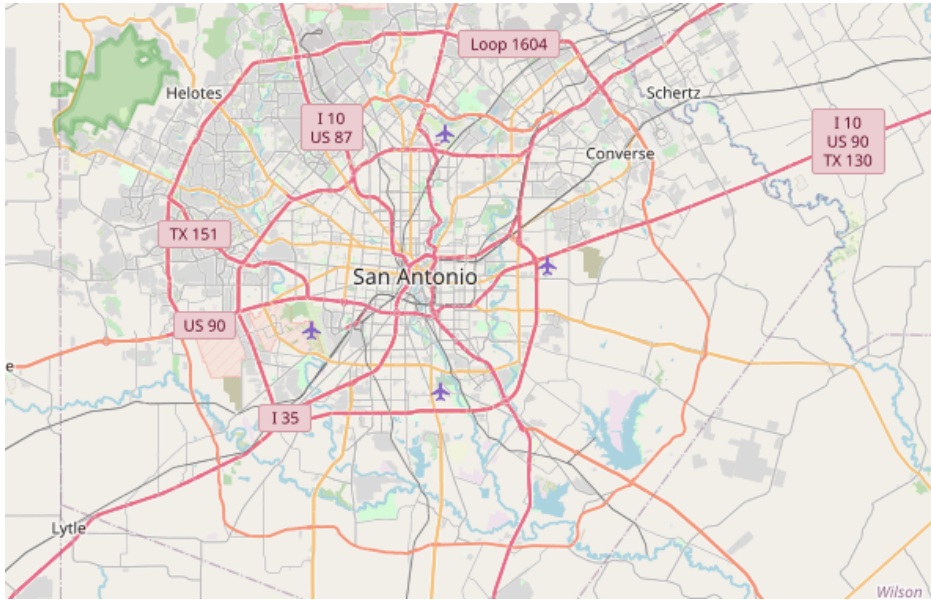 Loop 1604
Helotes
Schertz
I 10
US 87
I 10
US 90
TX 130
Converse
TX 151
San Antonio
US 90
e
I 35
Lytle
Wilson